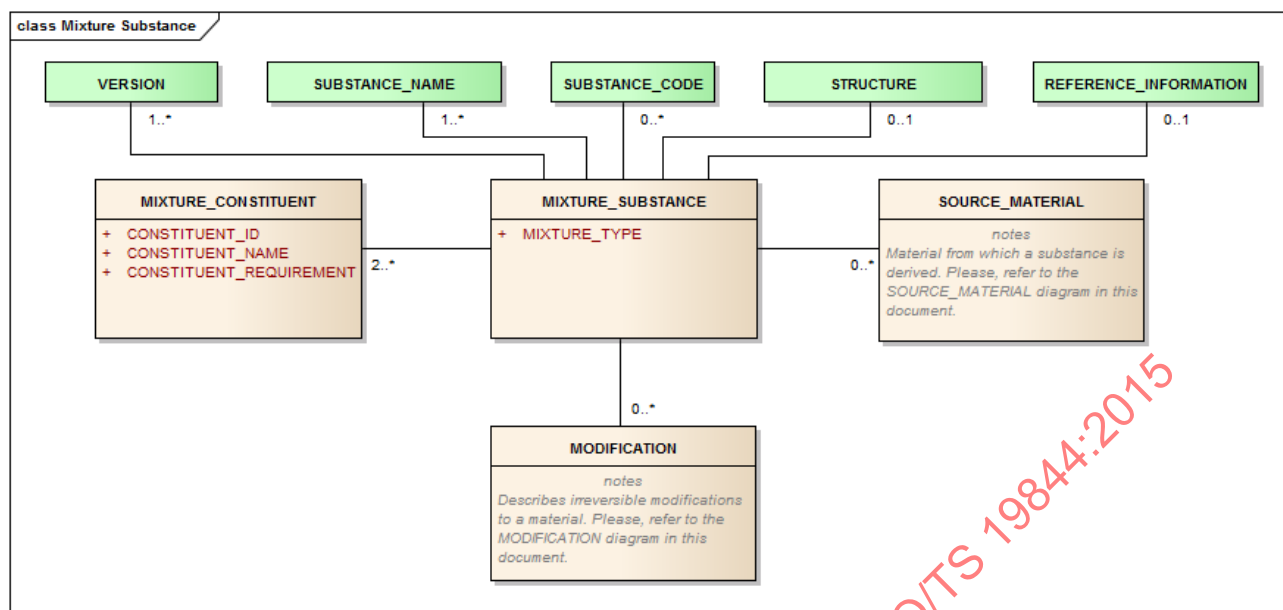 class Mixture Substance
VERSION
SUBSTANCE_NAME
SUBSTANCE_CODE
STRUCTURE
REFERENCE_INFORMATION
1..*
1..*
0..*
0..1
0..1
MIXTURE_CONSTITUENT
+ CONSTITUENT_ID
+ CONSTITUENT_NAME
+ CONSTITUENT_REQUIREMENT
2..*
MIXTURE_SUBSTANCE
+ MIXTURE_TYPE
0..*
SOURCE_MATERIAL
notes
Material from which a substance is
derived. Please, refer to the
SOURCE_MATERIAL diagram in this
document.
0..*
MODIFICATION
notes
Describes irreversible modifications
to a material. Please, refer to the
MODIFICATION diagram in this
document.
/TS 19844:2015